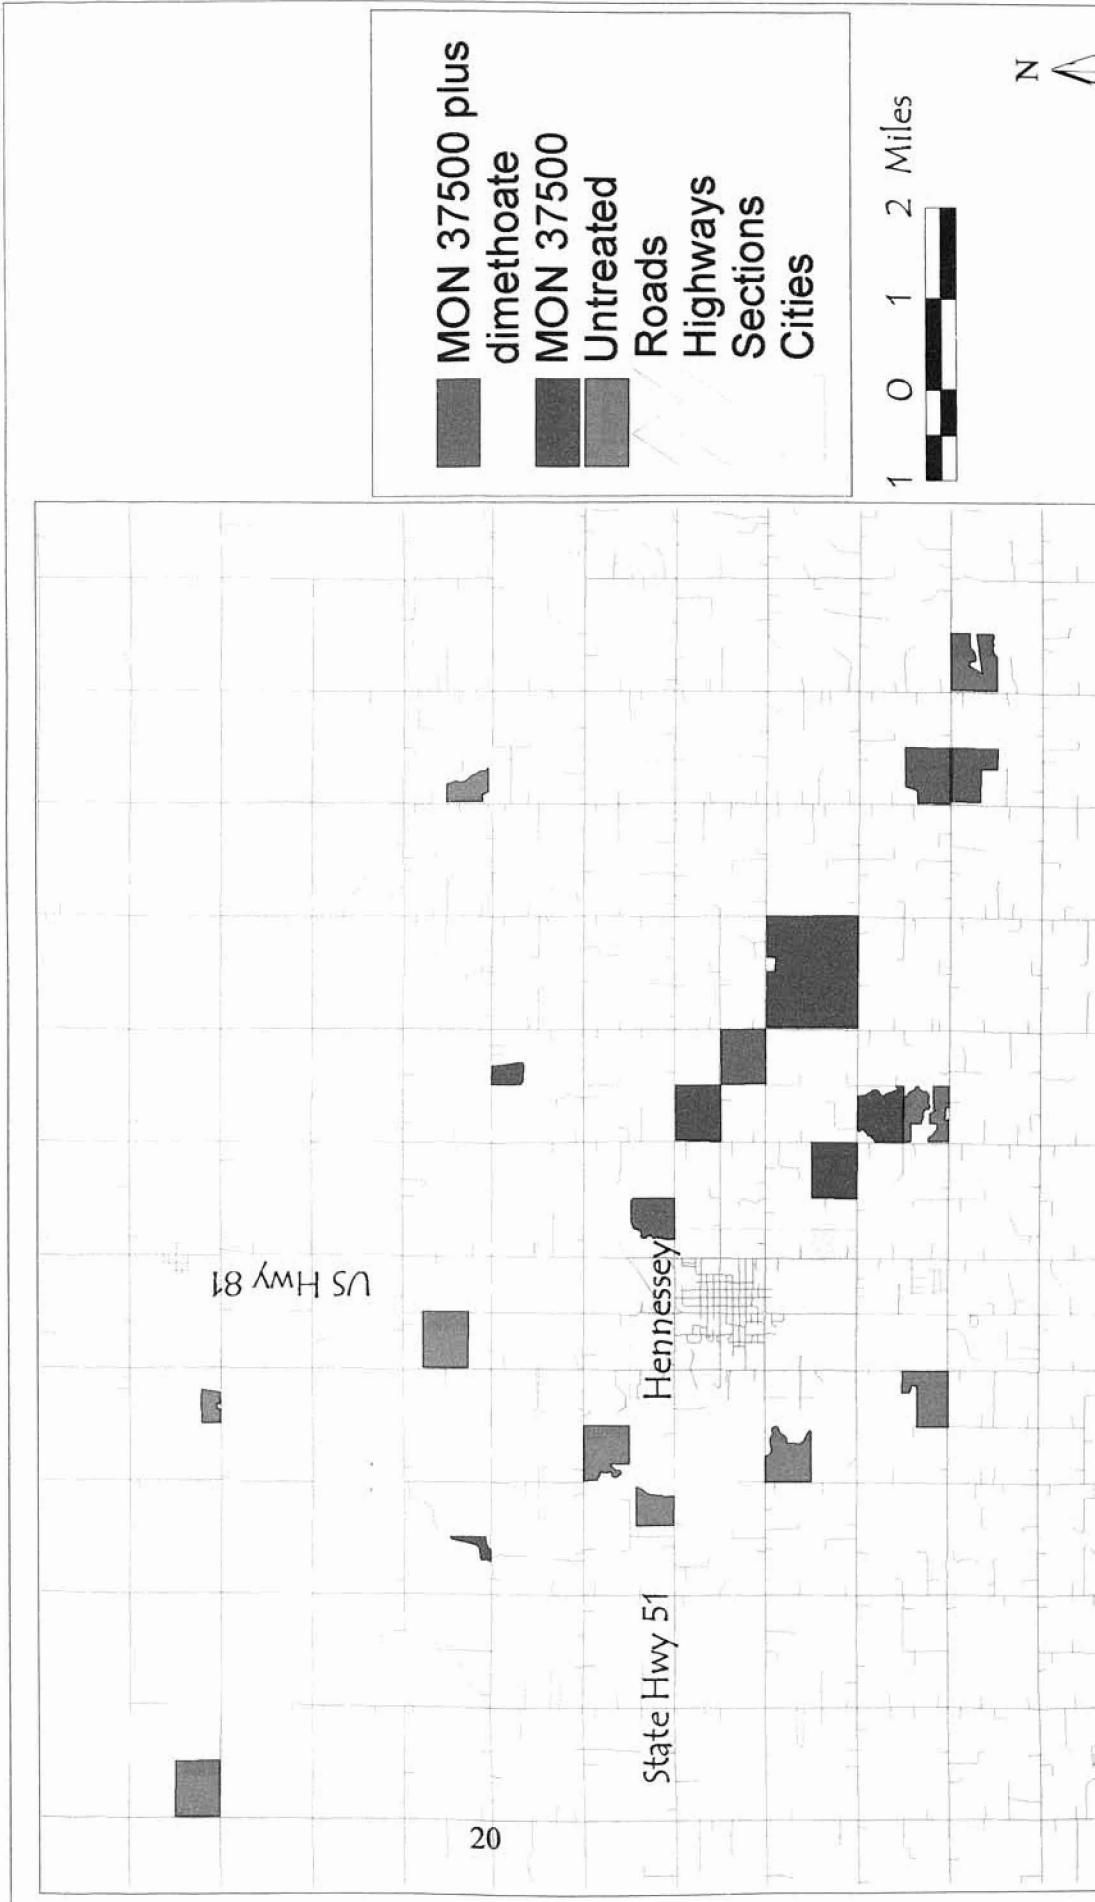 MON 37500 plus
dimethoate
MON 37500
Untreated
Roads
Highways
Sections
Cities
N
1 0 1 2 Miles
US Hwy 81
Hennessey
State Hwy 51
20